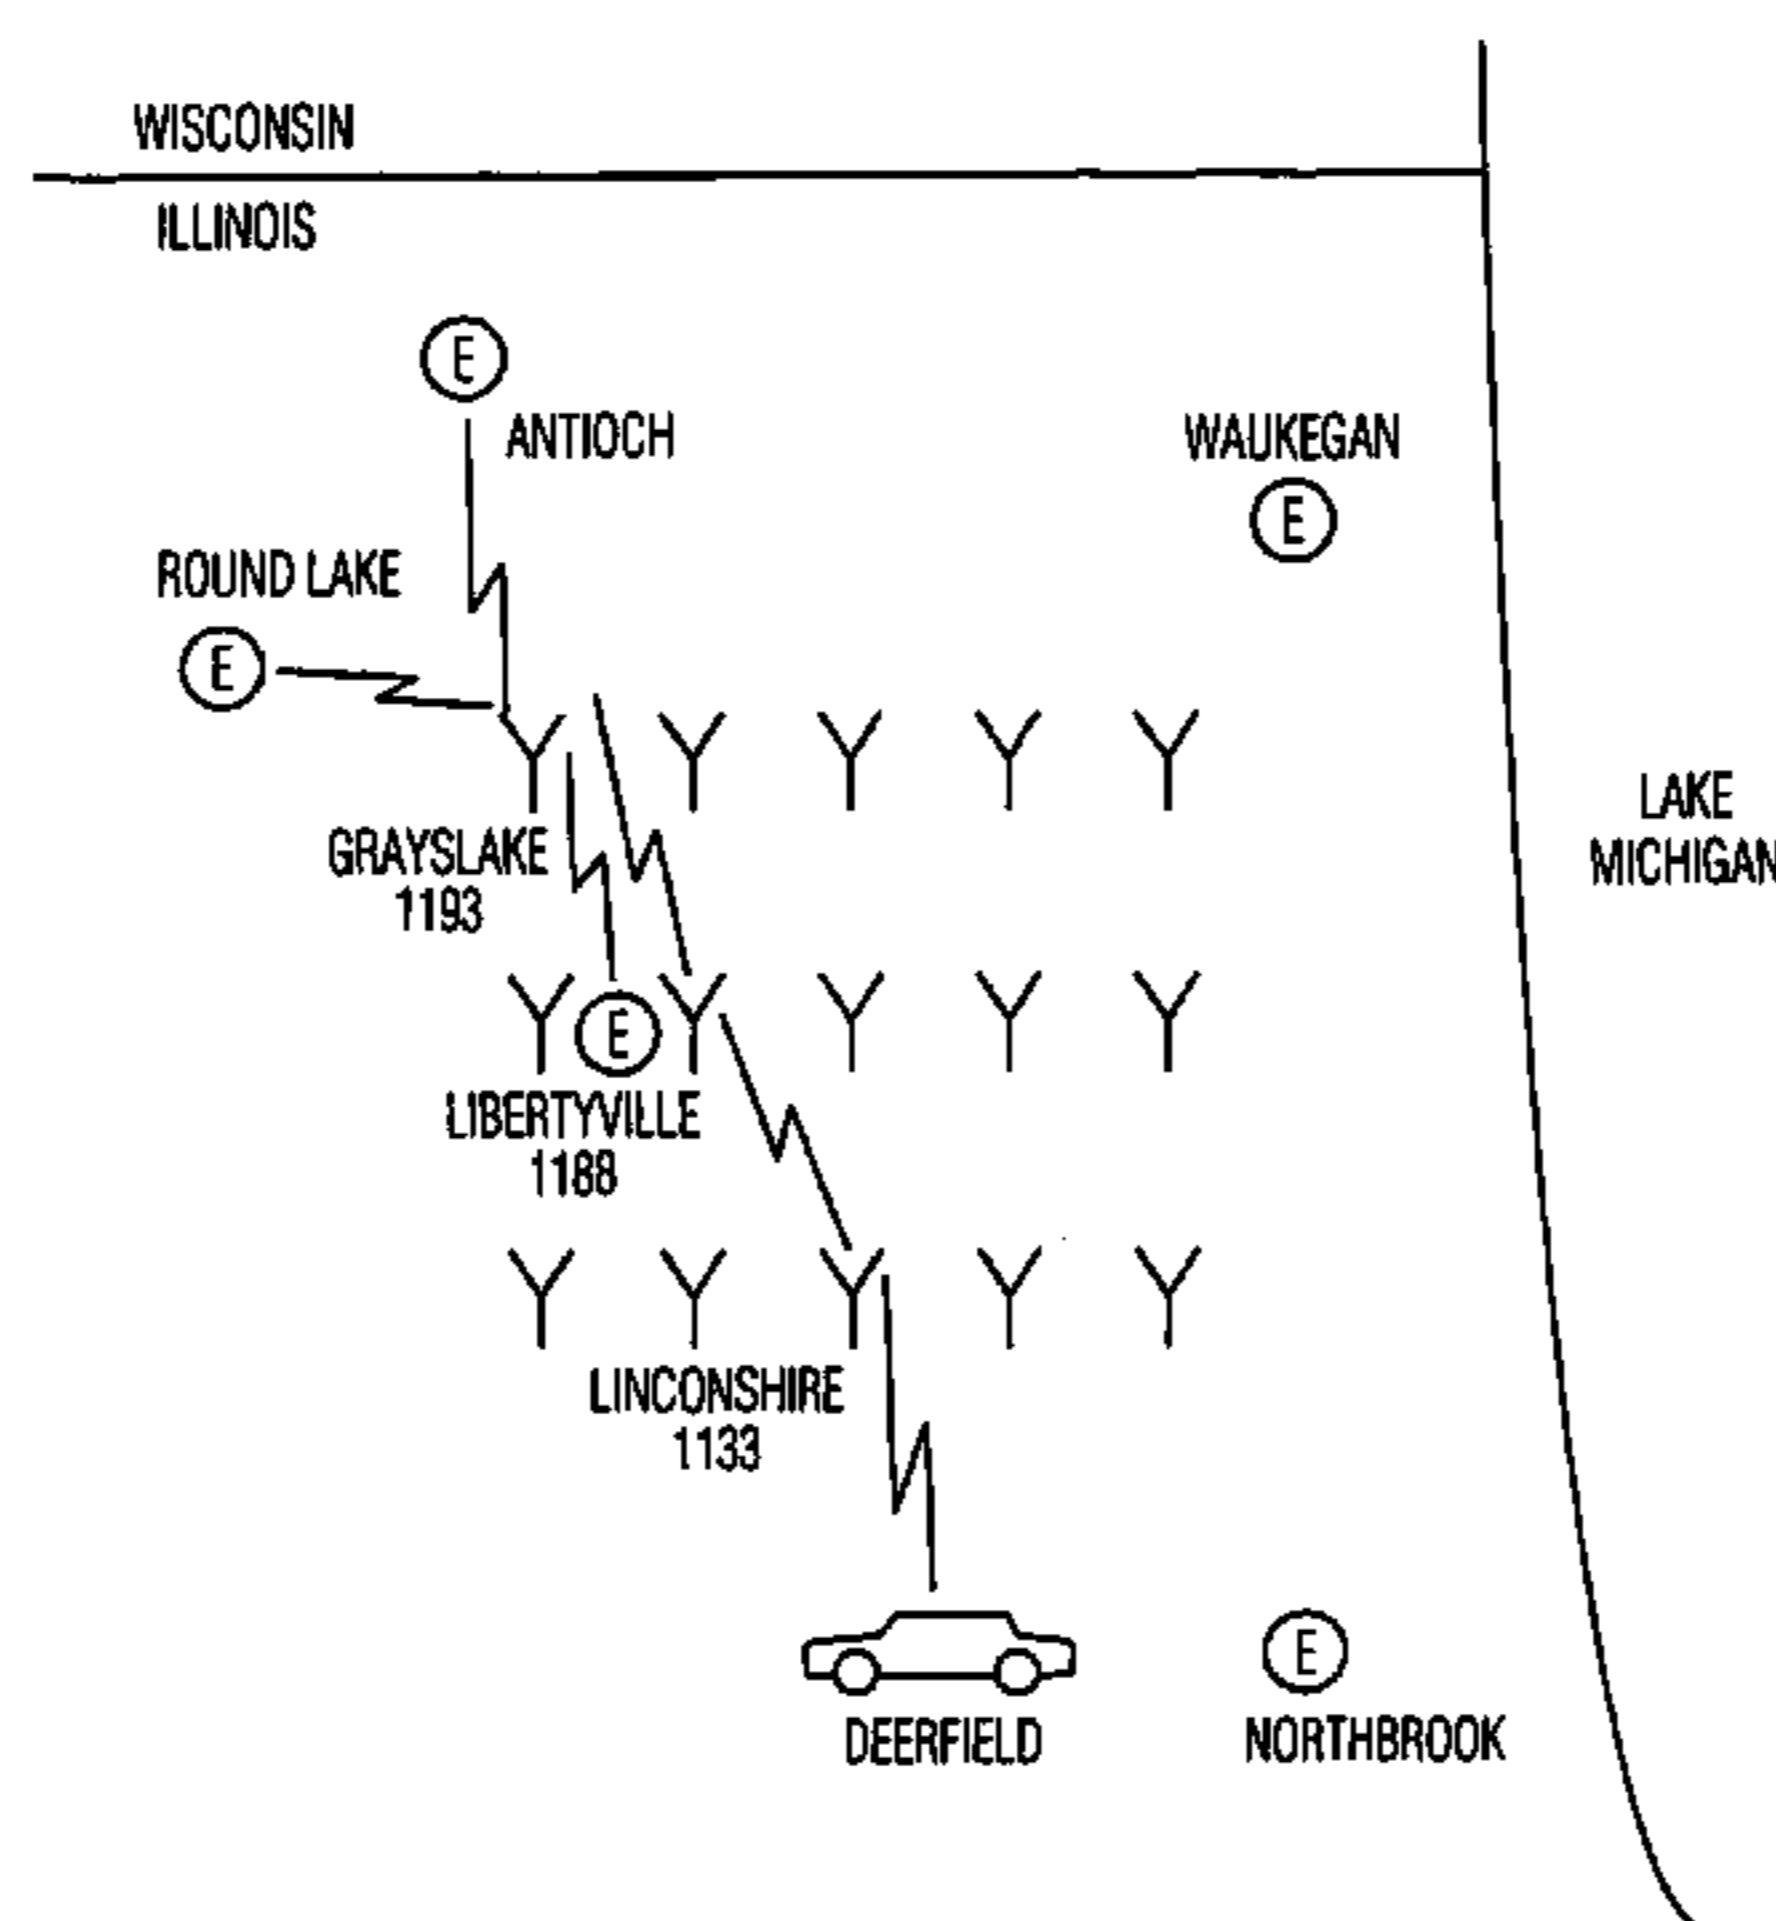 WISCONSIN
ILLINOIS
E
ANTIOCH
WAUKEGAN
E
ROUND LAKE
E
LAKE
MICHIGAN
GRAYSLAKE
1193
E
LIBERTYVILLE
1188
LINCONSHIRE
1133
E
DEERFIELD
NORTHBROOK